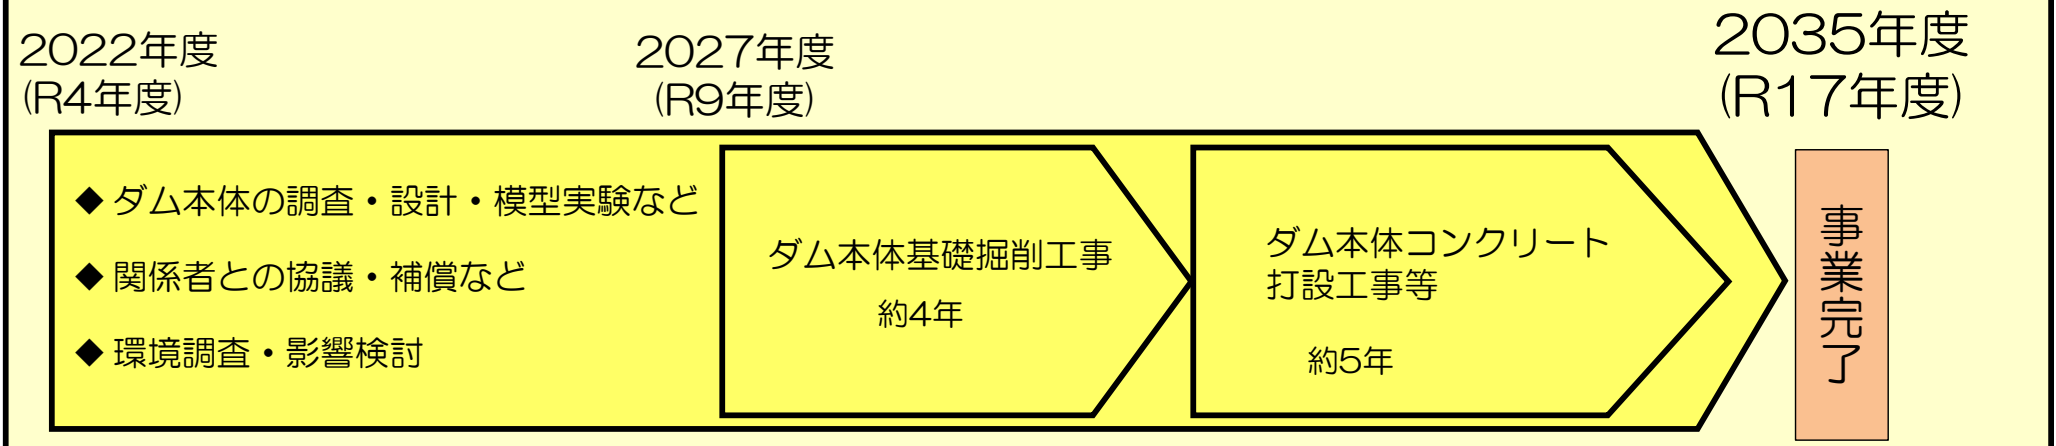 2022年度
(R4年度)
2027年度
(R9年度)
2035年度
(R17年度)
◆ ダム本体の調査・設計・模型実験など
◆ 関係者との協議・補償など
◆ 環境調査・影響検討
ダム本体基礎掘削工事
約4年
ダム本体コンクリート
打設工事等
約5年
事業完了